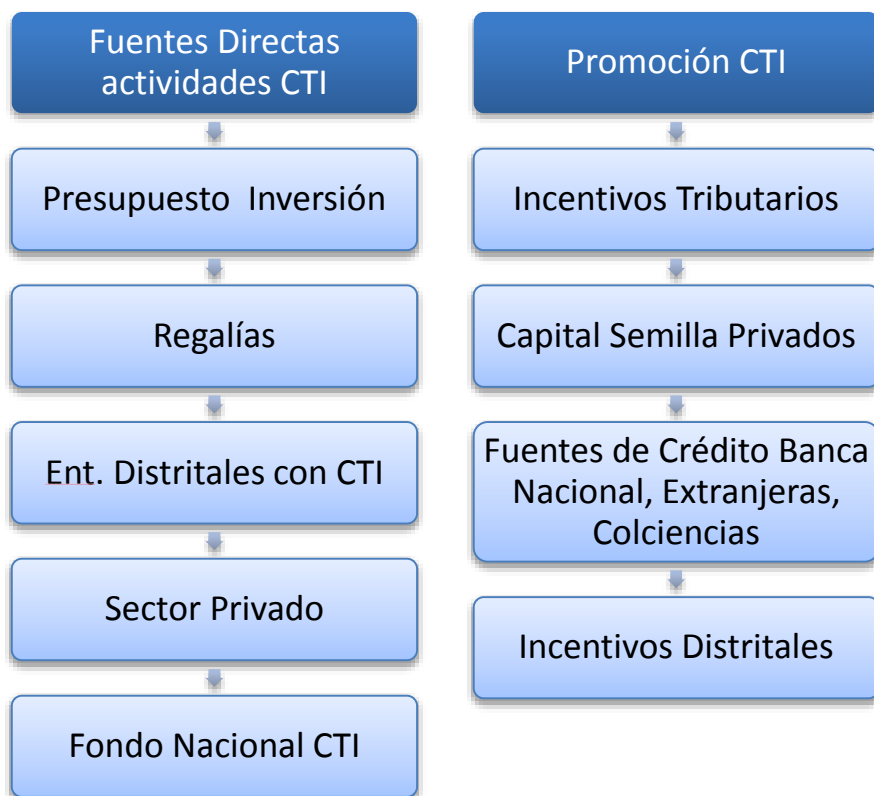 Fuentes Directas
actividades CTI
Presupuesto Inversión
Regalías
Ent. Distritales con CTI
Sector Privado
Fondo Nacional CTI
Promoción CTI
Incentivos Tributarios
Capital Semilla Privados
Fuentes de Crédito Banca
Nacional, Extranjeras,
Colciencias
Incentivos Distritales